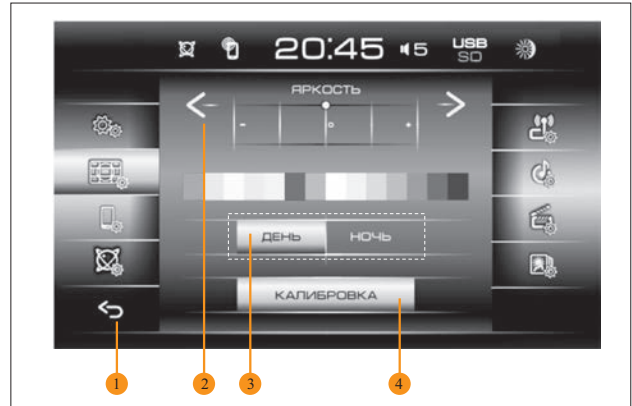 20:45 5 USB
SD
ЯРКОСТЬ
- 0 +
ДЕНЬ НОЧЬ
КАЛИБРОВКА
1 2 3 4